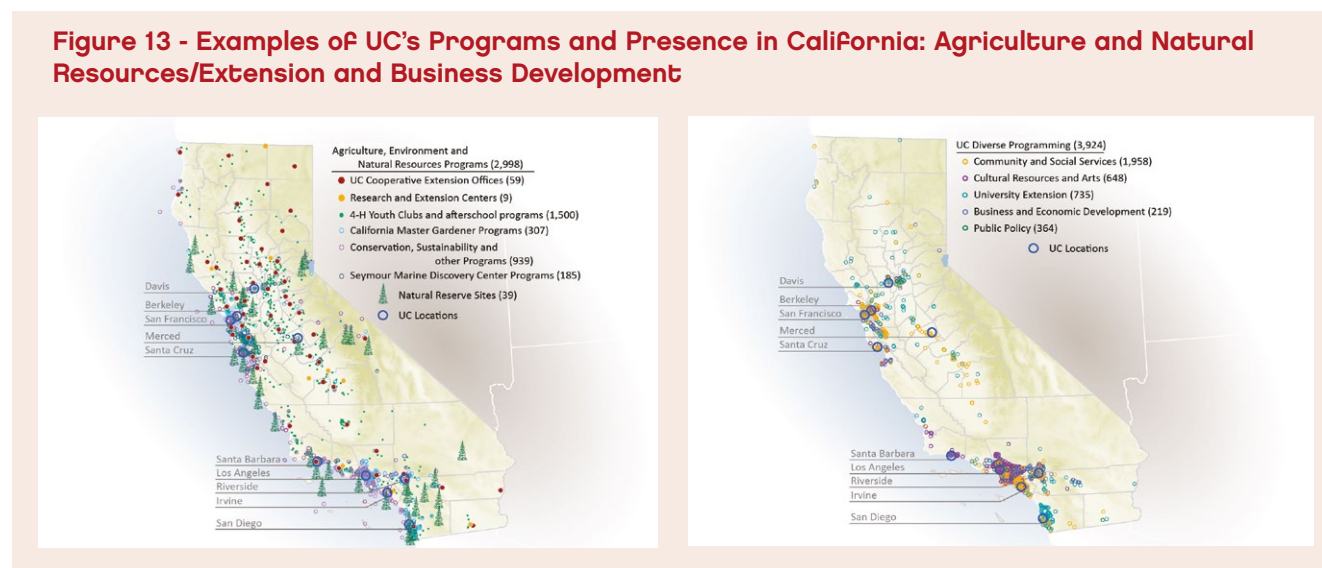 Figure 13 - Examples of UC's Programs and Presence in California: Agriculture and Natural
Resources/Extension and Business Development
Agriculture, Environment and
Natural Resources Programs (2,998)
UC Cooperative Extension Offices (59)
Research and Extension Centers (9)
4-H Youth Clubs and afterschool programs (1,500)
California Master Gardener Programs (307)
Conservation, Sustainability and
other Programs (939)
Seymour Marine Discovery Center Programs (185)
Natural Reserve Sites (39)
UC Locations
Davis
Berkeley
San Francisco
Merced
Santa Cruz
Santa Barbara
Los Angeles
Riverside
Irvine
San Diego
UC Diverse Programming (3,924)
Community and Social Services (1,958)
Cultural Resources and Arts (648)
University Extension (735)
Business and Economic Development (219)
Public Policy (364)
UC Locations
Davis
Berkeley
San Francisco
Merced
Santa Cruz
Santa Barbara
Los Angeles
Riverside
Irvine
San Diego